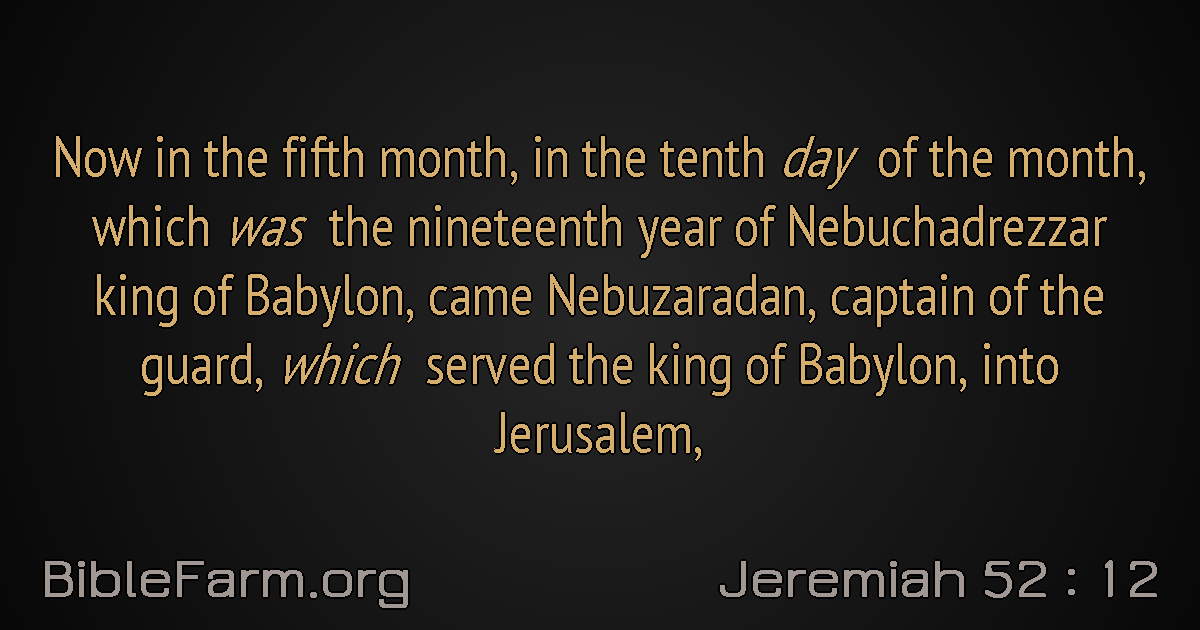 Now in the fifth month, in the tenth day of the month,
which was the nineteenth year of Nebuchadrezzar
king of Babylon, came Nebuzaradan, captain of the
guard, which served the king of Babylon, into
Jerusalem,
BibleFarm.org
Jeremiah 52 : 12